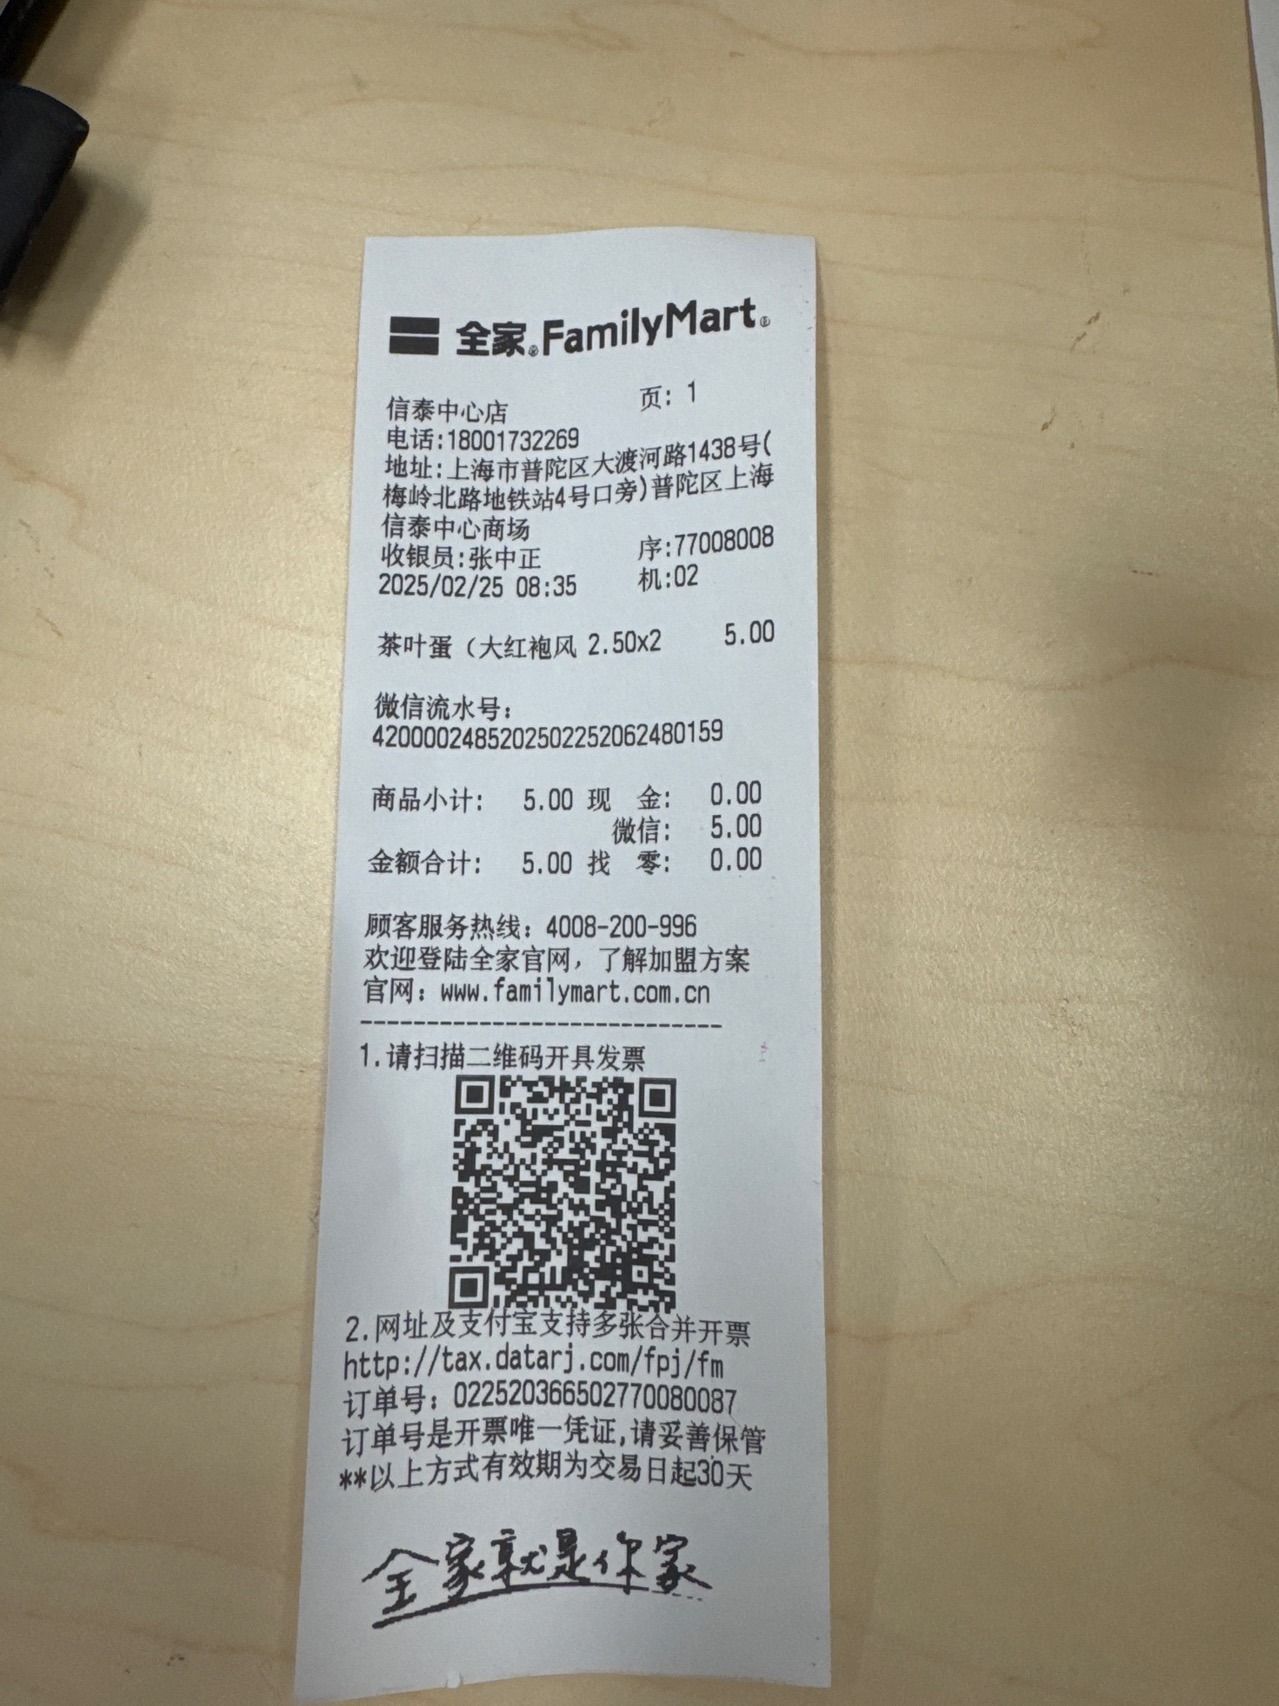 全家®FamilyMart®
页: 1
信泰中心店
电话:18001732269
地址:上海市普陀区大渡河路1438号(
梅岭北路地铁站4号口旁)普陀区上海
信泰中心商场
收银员:张中正 序:77008008
2025/02/25 08:35 机:02
茶叶蛋（大红袍风 2.50x2 5.00
微信流水号:
4200002485202502252062480159
商品小计: 5.00 现 金: 0.00
微信: 5.00
金额合计: 5.00 找 零: 0.00
顾客服务热线: 4008-200-996
欢迎登陆全家官网，了解加盟方案
官网: www.familymart.com.cn
----------------------------
1.请扫描二维码开具发票
2.网址及支付宝支持多张合并开票
http://tax.datarj.com/fpj/fm
订单号: 022520366502770080087
订单号是开票唯一凭证,请妥善保管
**以上方式有效期为交易日起30天
全家就是你家